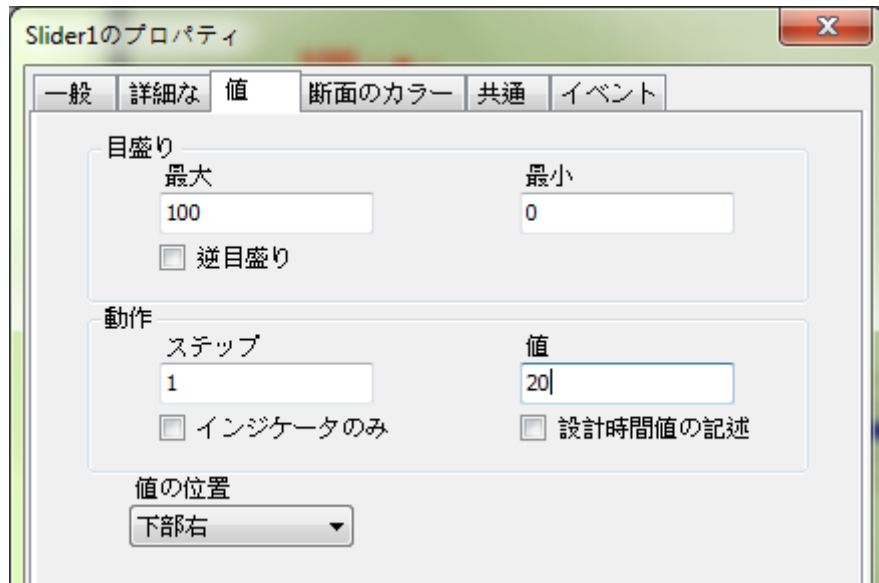 Slider1のプロパティ
一般 詳細な 値 断面のカラー 共通 イベント
目盛り
最大 最小
100 0
逆目盛り
動作
ステップ 値
1 20
インジケータのみ 設計時間値の記述
値の位置
下部右